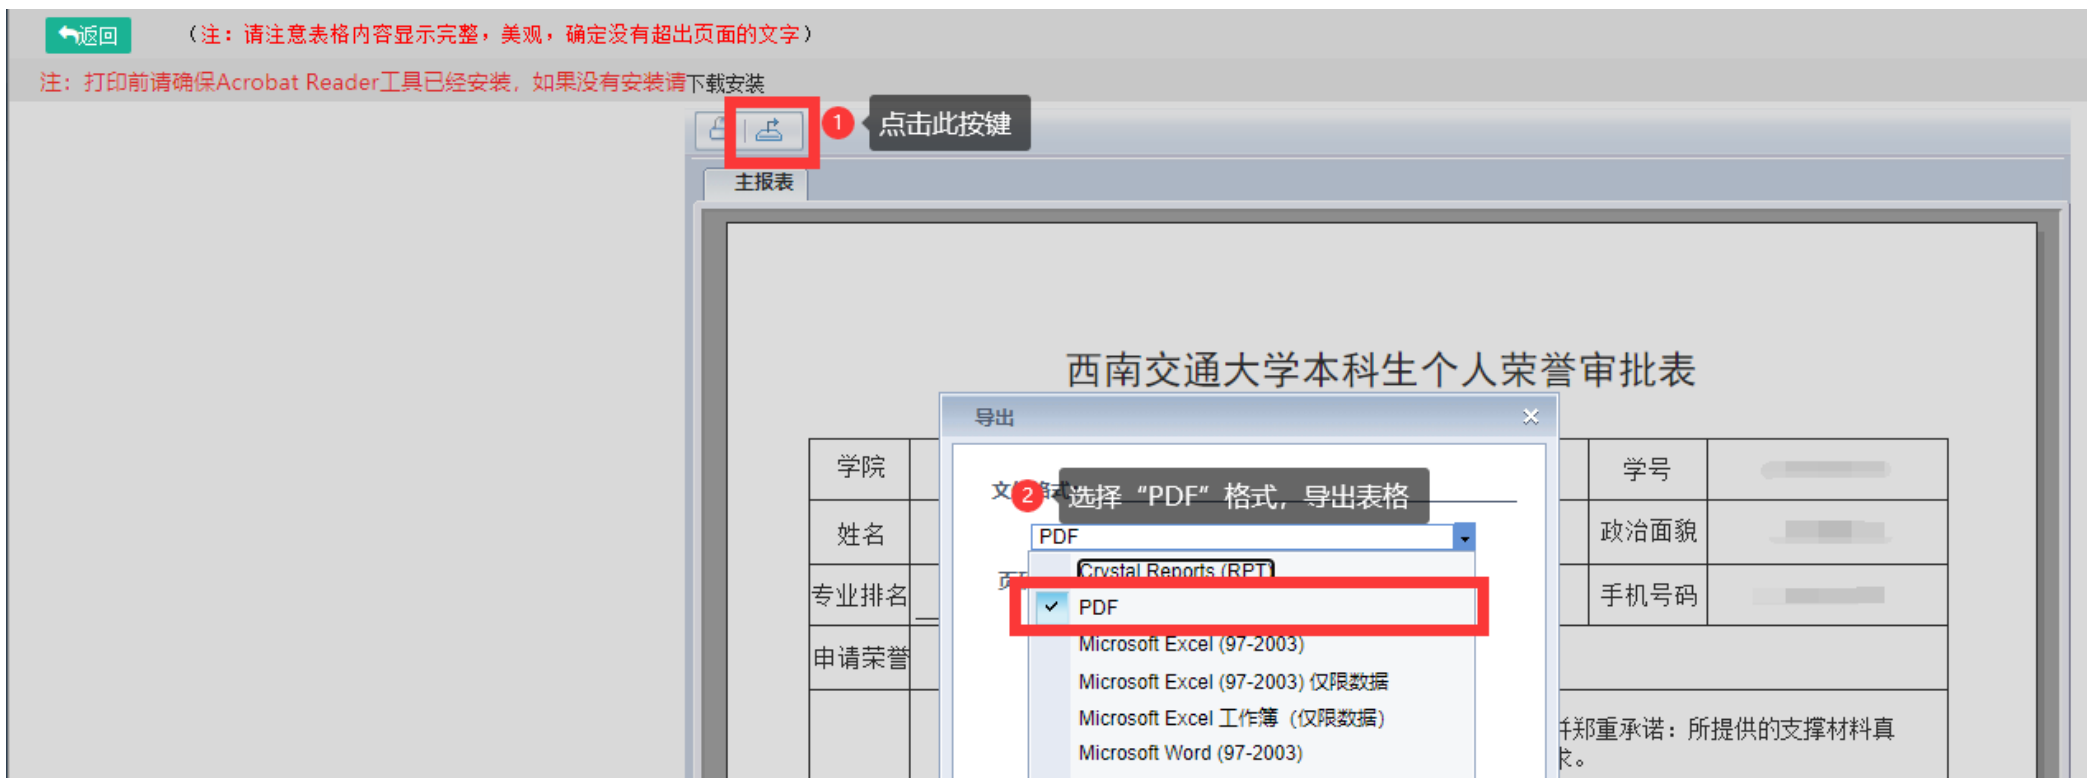 返回 （注：请注意表格内容显示完整，美观，确定没有超出页面的文字）
注：打印前请确保Acrobat Reader工具已经安装，如果没有安装请下载安装
1 点击此按键
主报表
西南交通大学本科生个人荣誉审批表
导出
学院
学号
2 选择“PDF”格式，导出表格
姓名
PDF
政治面貌
Crystal Reports (RPT)
专业排名
PDF
手机号码
Microsoft Excel (97-2003)
申请荣誉
Microsoft Excel (97-2003) 仅限数据
Microsoft Excel 工作簿（仅限数据）
郑重承诺：所提供的支撑材料真
Microsoft Word (97-2003)